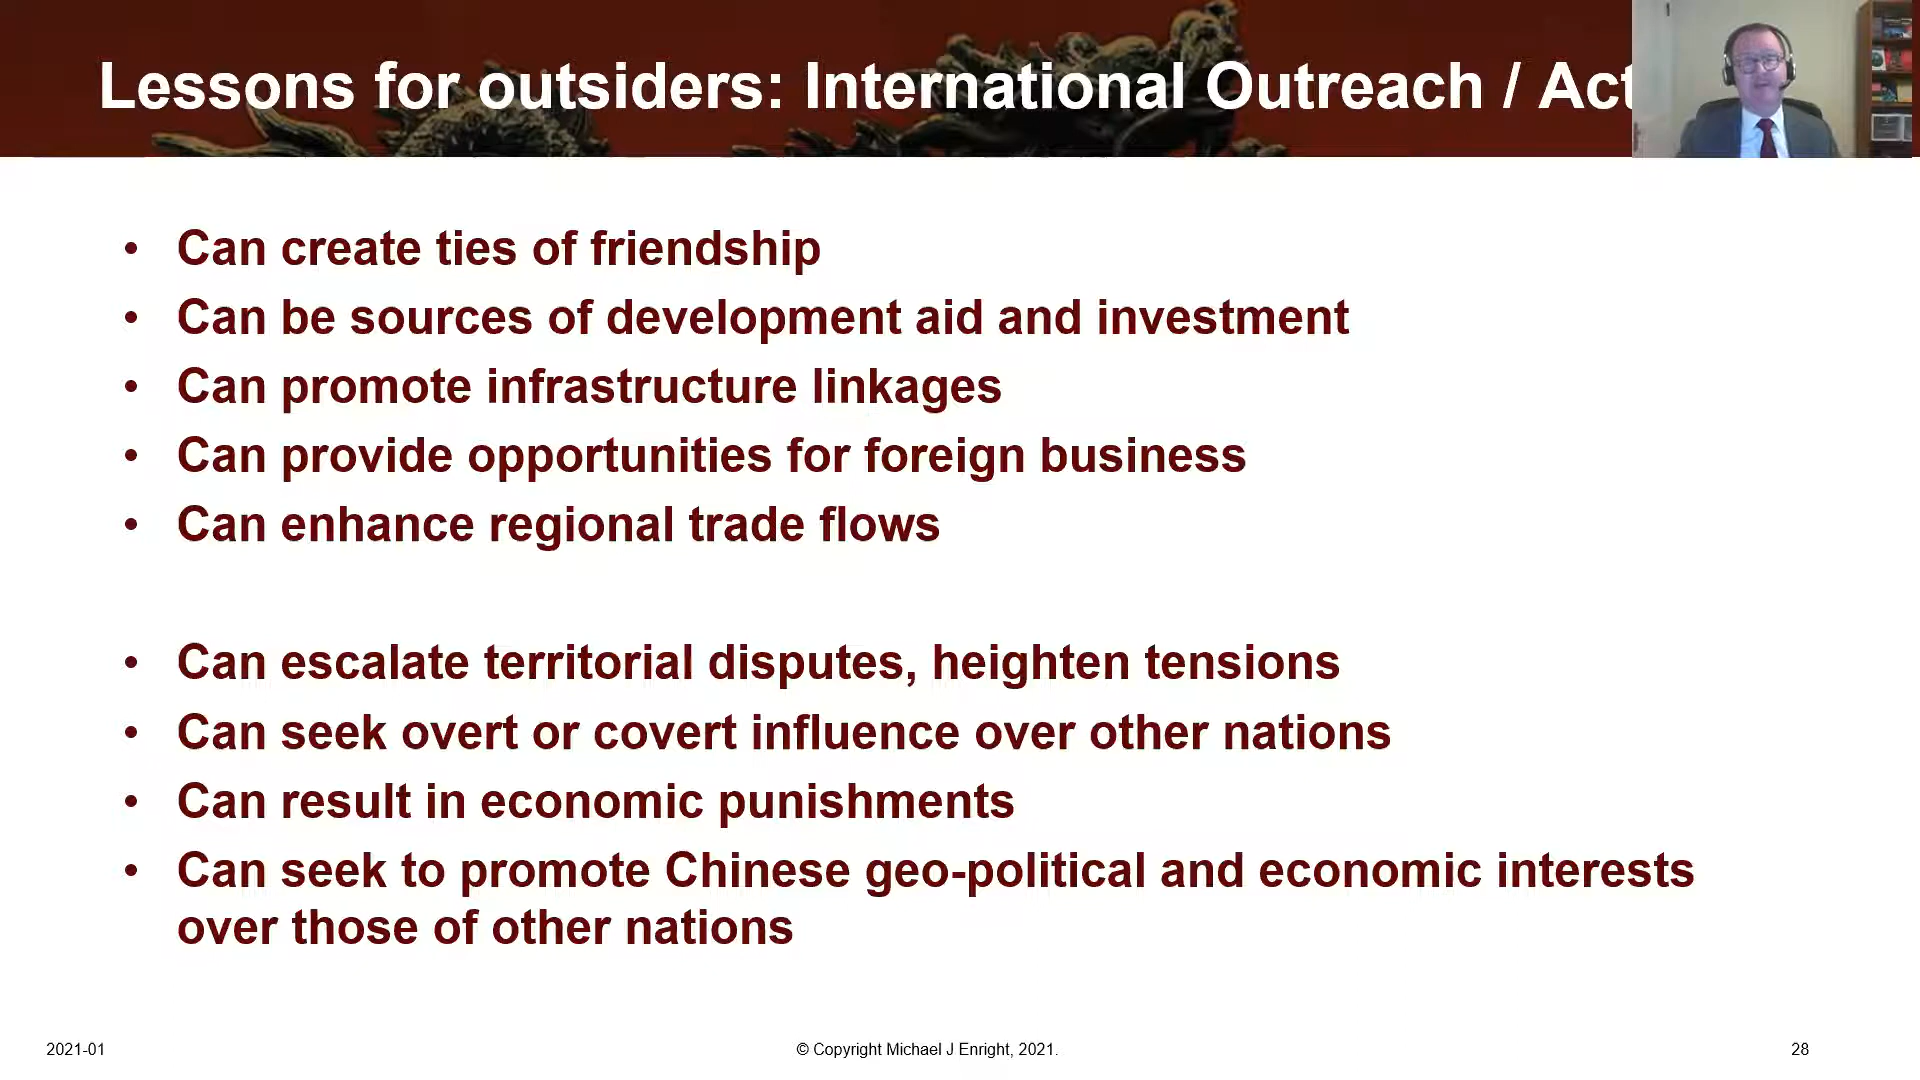 Lessons for outsiders: International Outreach / Act
• Can create ties of friendship
• Can be sources of development aid and investment
• Can promote infrastructure linkages
• Can provide opportunities for foreign business
• Can enhance regional trade flows
• Can escalate territorial disputes, heighten tensions
• Can seek overt or covert influence over other nations
• Can result in economic punishments
• Can seek to promote Chinese geo-political and economic interests
over those of other nations
2021-01
© Copyright Michael J Enright, 2021.
28